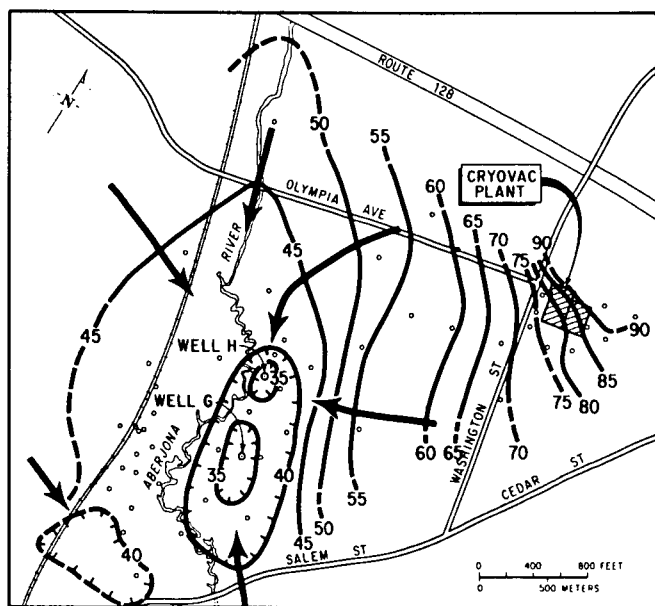 ROUTE 128
N
50
55
CRYOVAC
PLANT
60
65
70
75
90
OLYMPIA AVE
45
RIVER
90
85
80
75
70
65
60
55
50
45
WELL H
35
WELL G
35
40
45
ABERJONA
WASHINGTON ST
CEDAR ST
SALEM ST
40
0 400 800 FEET
0 500 METERS